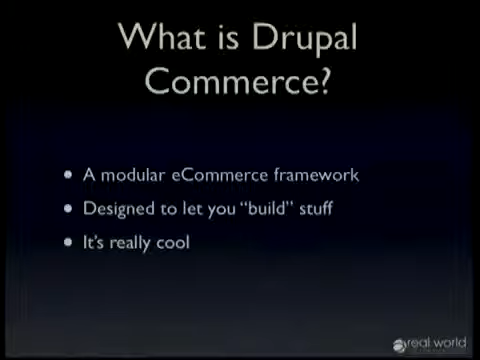 What is Drupal
Commerce?
• A modular eCommerce framework
• Designed to let you “build” stuff
• It's really cool
real world